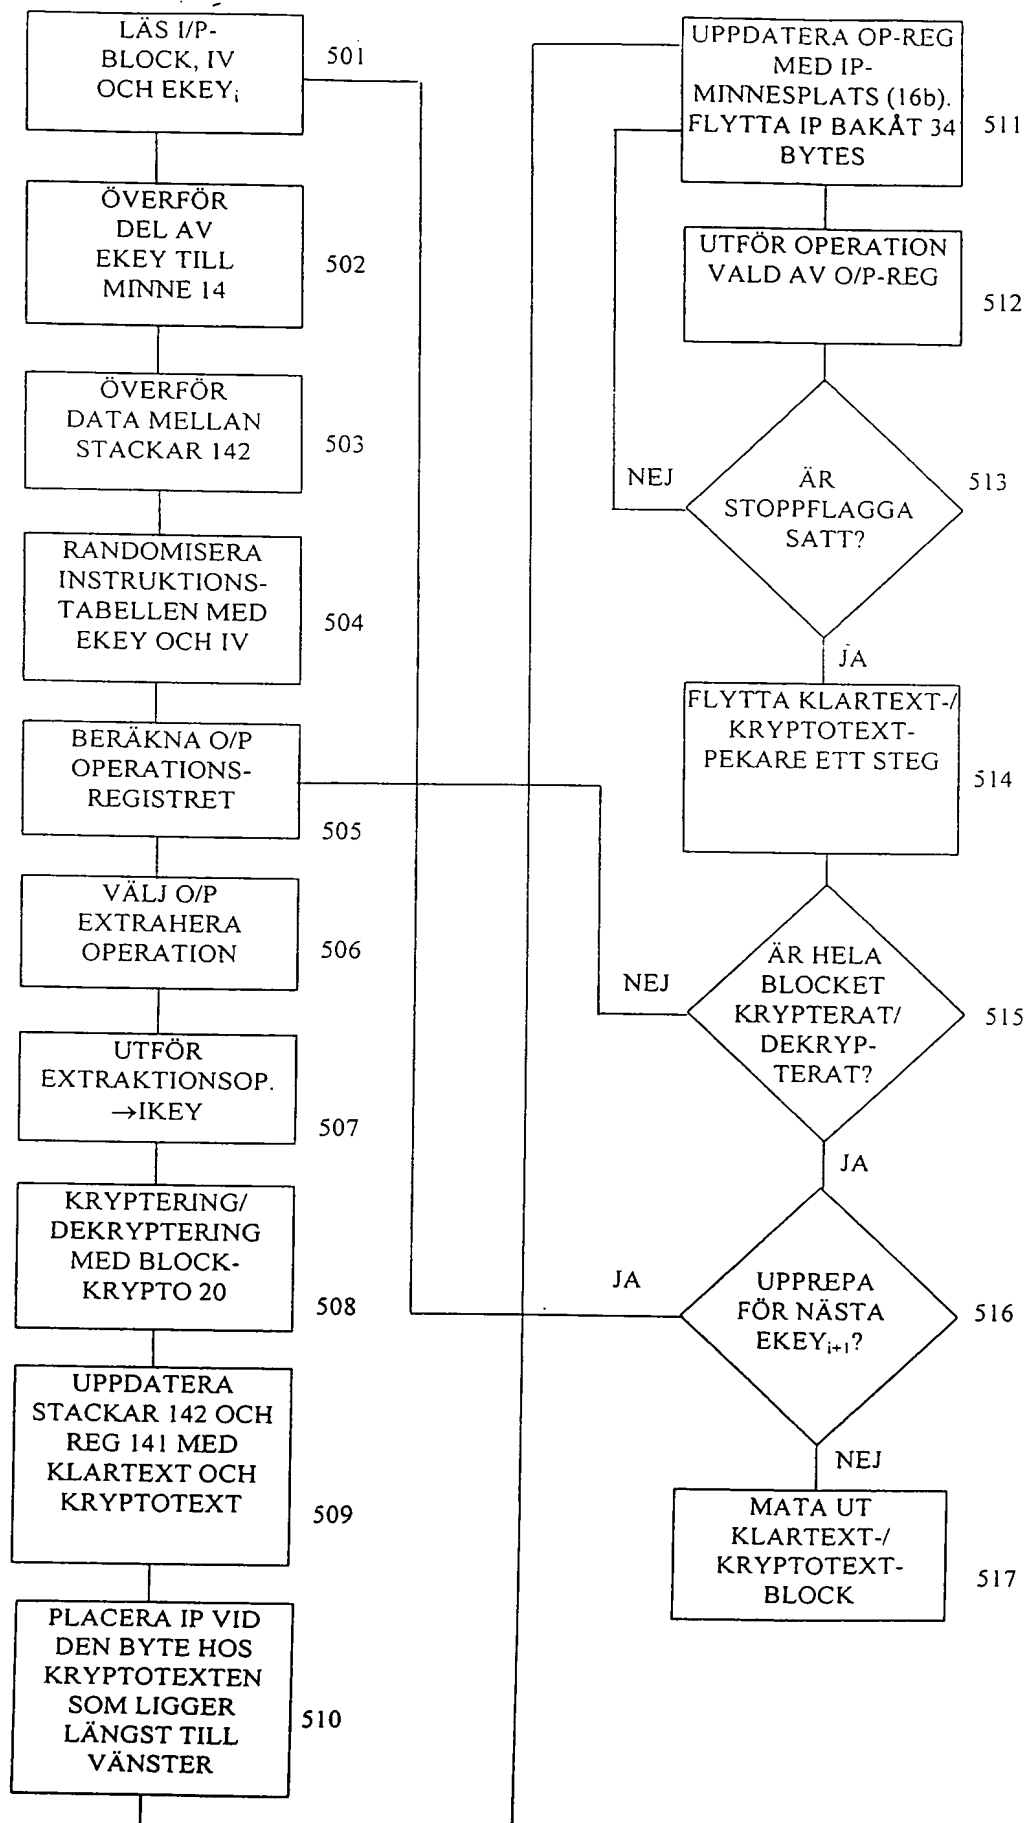 LÄS I/P-
BLOCK, IV
OCH EKEYi
501
ÖVERFÖR
DEL AV
EKEY TILL
MINNE 14
502
ÖVERFÖR
DATA MELLAN
STACKAR 142
503
RANDOMISERA
INSTRUKTIONS-
TABELLEN MED
EKEY OCH IV
504
BERÄKNA O/P
OPERATIONS-
REGISTRET
505
VÄLJ O/P
EXTRAHERA
OPERATION
506
UTFÖR
EXTRAKTIONSOP.
→IKEY
507
KRYPTERING/
DEKRYPTERING
MED BLOCK-
KRYPTO 20
508
UPPDATERA
STACKAR 142 OCH
REG 141 MED
KLARTEXT OCH
KRYPTOTEXT
509
PLACERA IP VID
DEN BYTE HOS
KRYPTOTEXTEN
SOM LIGGER
LÄNGST TILL
VÄNSTER
510
UPPDATERA OP-REG
MED IP-
MINNESPLATS (16b).
FLYTTA IP BAKÅT 34
BYTES
511
UTFÖR OPERATION
VALD AV O/P-REG
512
NEJ
ÄR
STOPPFLAGGA
SATT?
513
JA
FLYTTA KLARTEXT-/
KRYPTOTEXT-
PEKARE ETT STEG
514
NEJ
ÄR HELA
BLOCKET
KRYPTERAT/
DEKRYP-
TERAT?
515
JA
JA
UPPREPA
FÖR NÄSTA
EKEYi+1?
516
NEJ
MATA UT
KLARTEXT-/
KRYPTOTEXT-
BLOCK
517